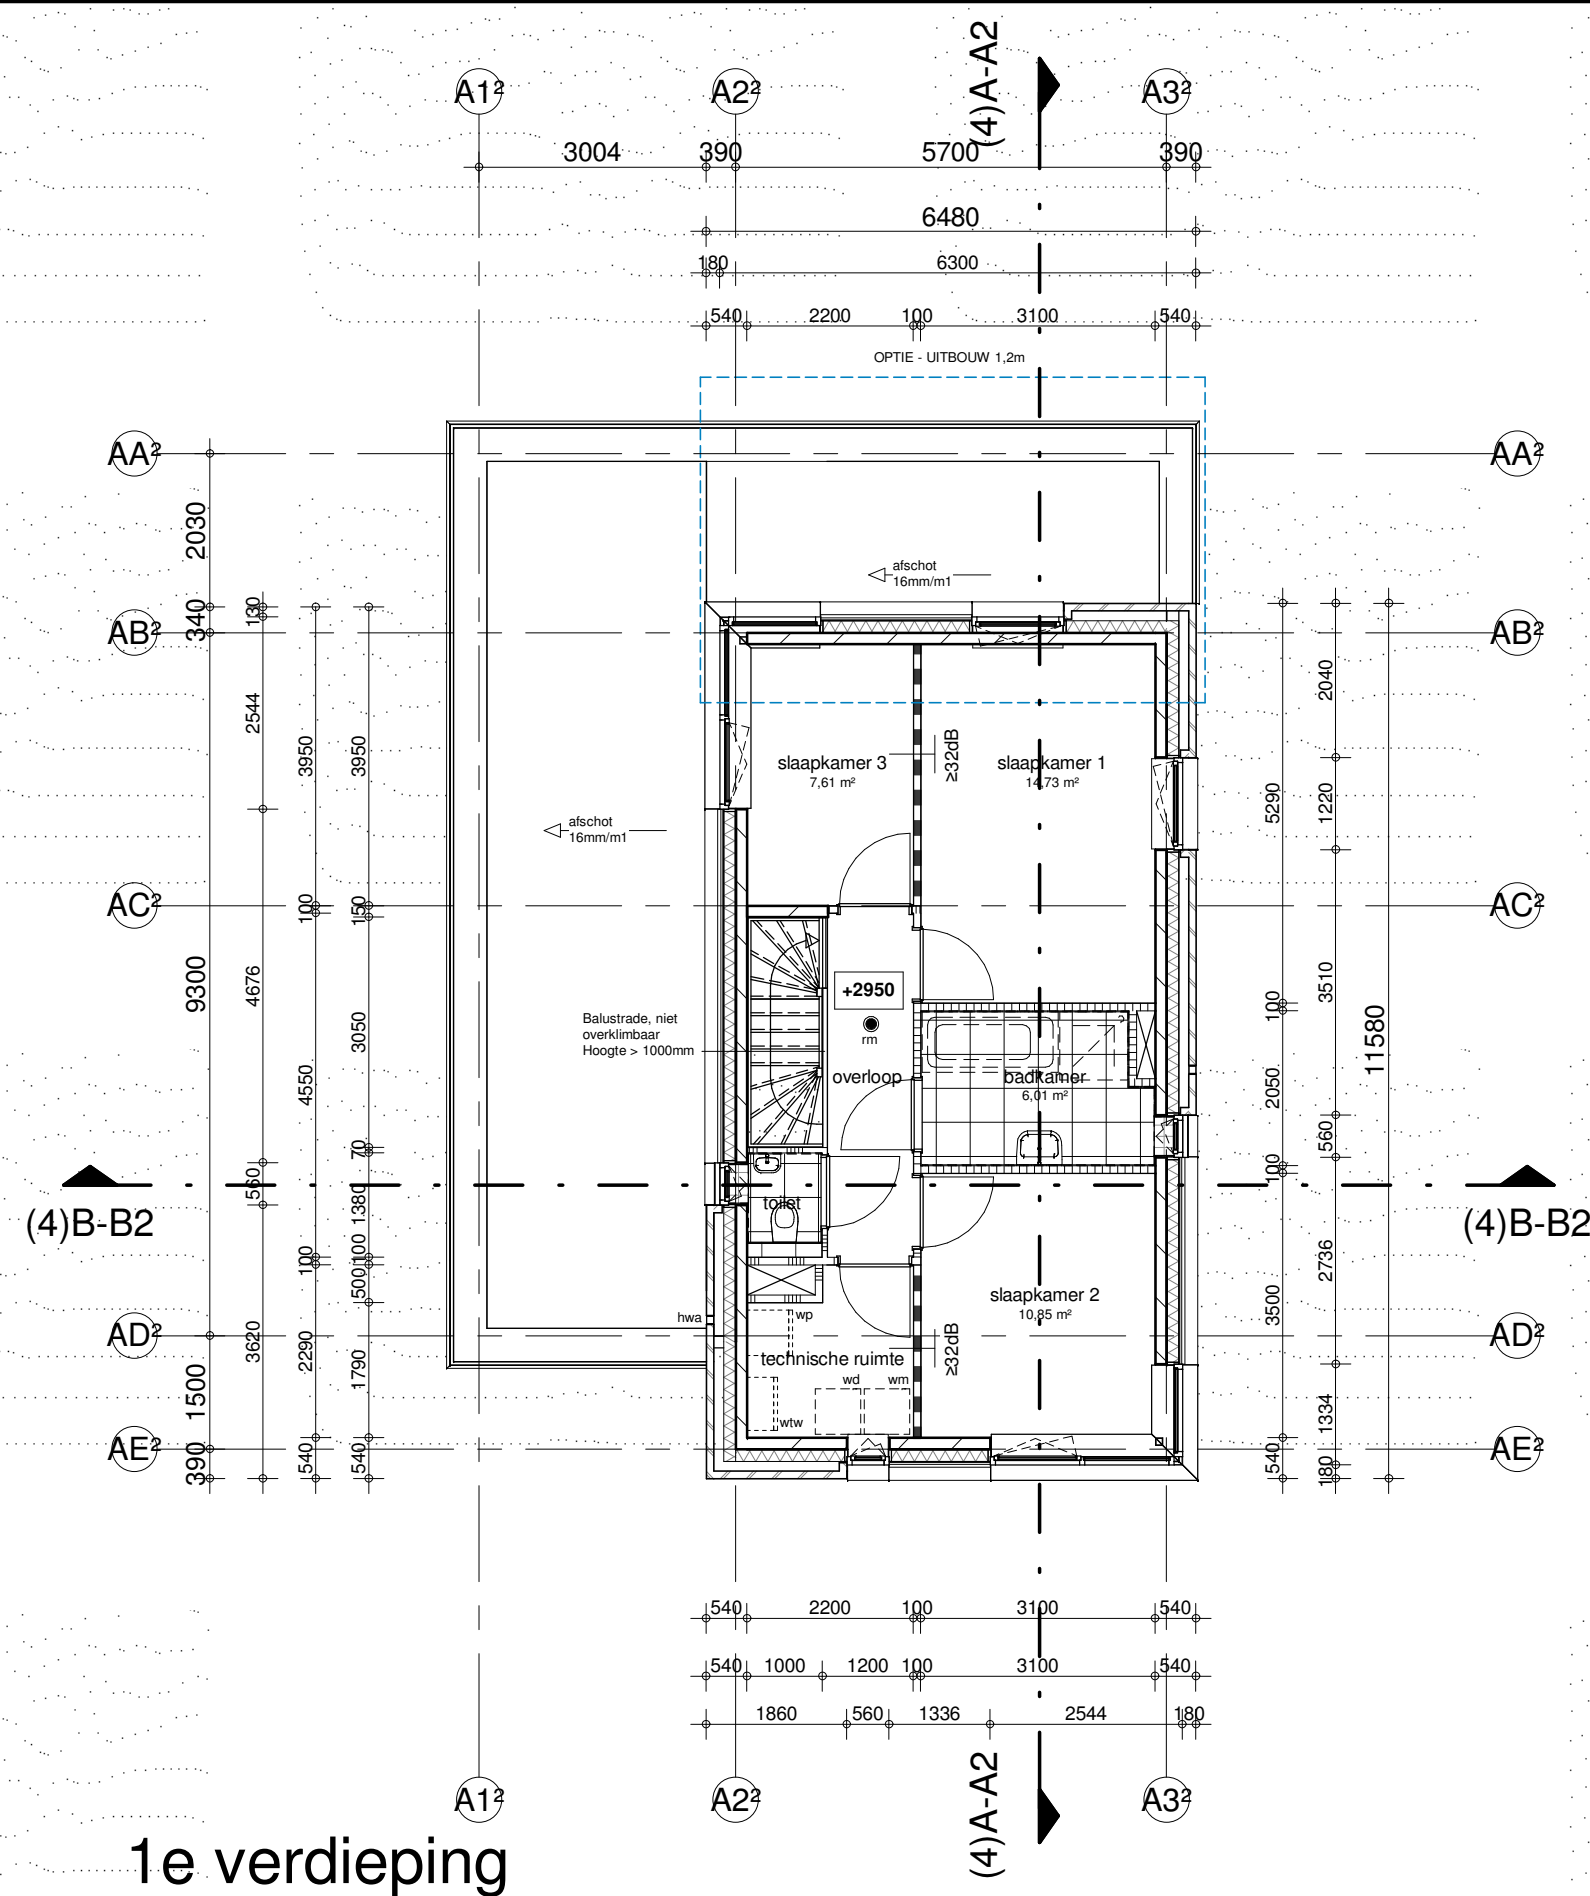 A1² A2² (4)A-A2 A3²
3004 390 5700 390
6480
180 6300
540 2200 100 3100 540
OPTIE - UITBOUW 1,2m
AA² AA²
2030
afschot
16mm/m1
340 130
AB² AB²
2544 3950 3950
2040
slaapkamer 3
7,61 m²
≥32dB
slaapkamer 1
14,73 m²
5290 1220
afschot
16mm/m1
AC² AC²
100 150
9300 4676
+2950
rm
3510
100
11580
Balustrade, niet
overklimbaar
Hoogte > 1000mm
3050
4550
overloop
badkamer
6,01 m²
2050
70
560
560
100
(4)B-B2 (4)B-B2
1380
toilet
100 100
500
2736
slaapkamer 2
10,85 m²
3500
hwa
wp
AD² AD²
3620 2290 1790
technische ruimte
≥32dB
wd wm
wtw
1500
1334
AE² AE²
390 540 540
540 180
540 2200 100 3100 540
540 1000 1200 100 3100 540
1860 560 1336 2544 180
A1² A2² (4)A-A2 A3²
1e verdieping